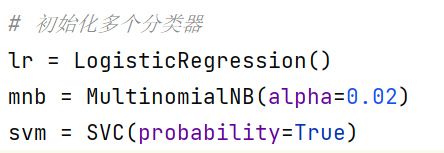 # 初始化多个分类器
lr = LogisticRegression()
mnb = MultinomialNB(alpha=0.02)
svm = SVC(probability=True)